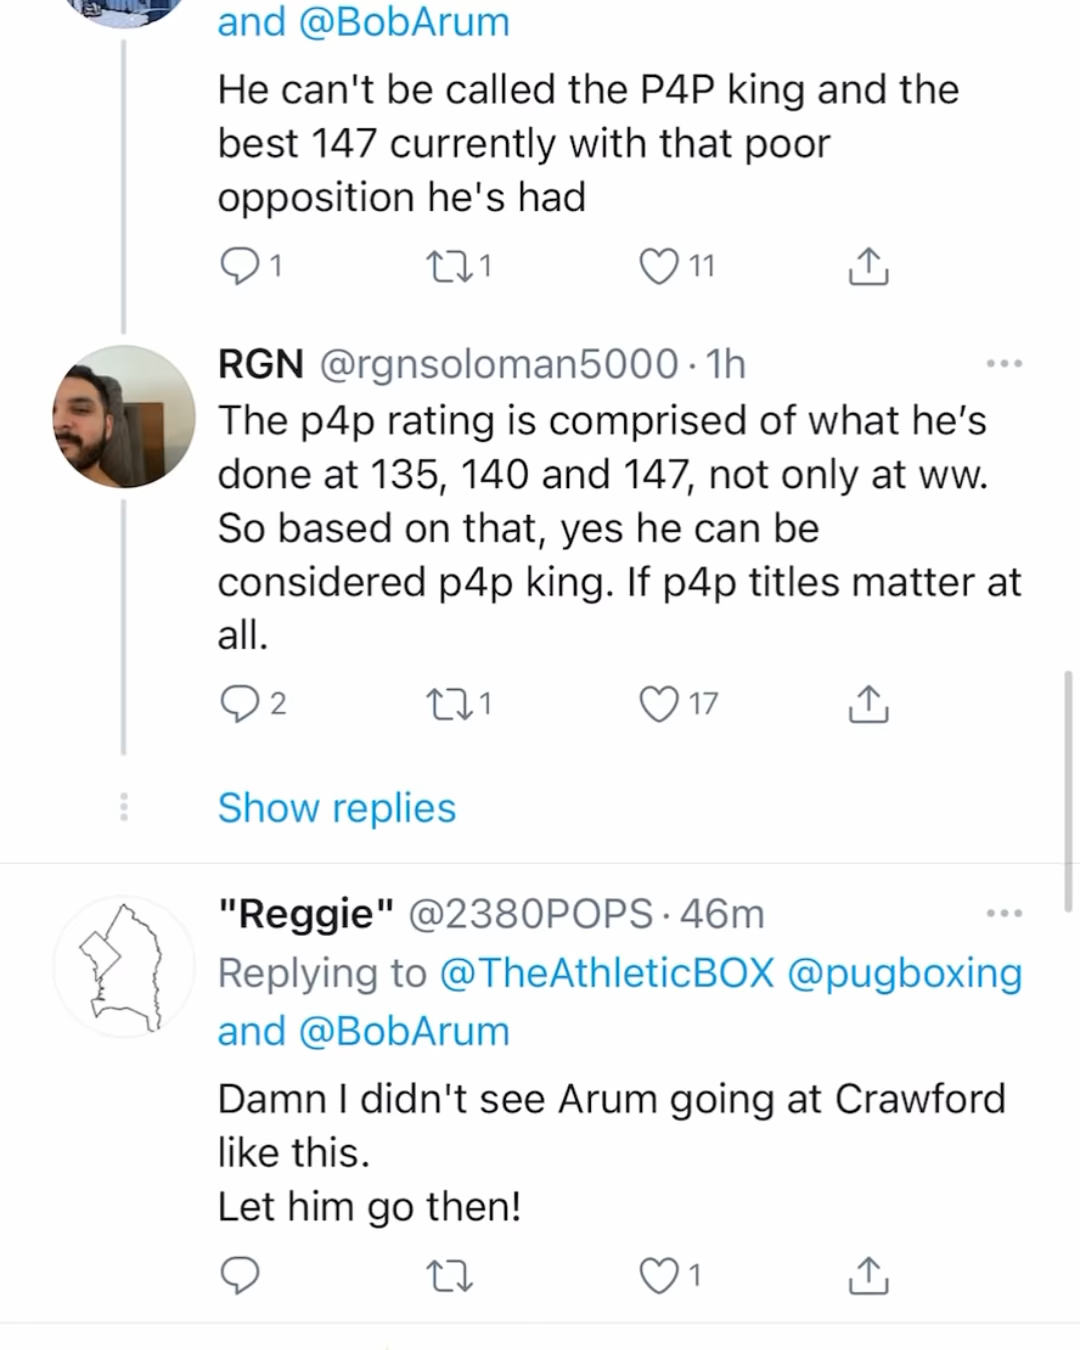 and @BobArum
He can't be called the P4P king and the
best 147 currently with that poor
opposition he's had
1 1 11
RGN @rgnsoloman5000 · 1h
The p4p rating is comprised of what he’s
done at 135, 140 and 147, not only at ww.
So based on that, yes he can be
considered p4p king. If p4p titles matter at
all.
2 1 17
Show replies
"Reggie" @2380POPS · 46m
Replying to @TheAthleticBOX @pugboxing
and @BobArum
Damn I didn't see Arum going at Crawford
like this.
Let him go then!
1